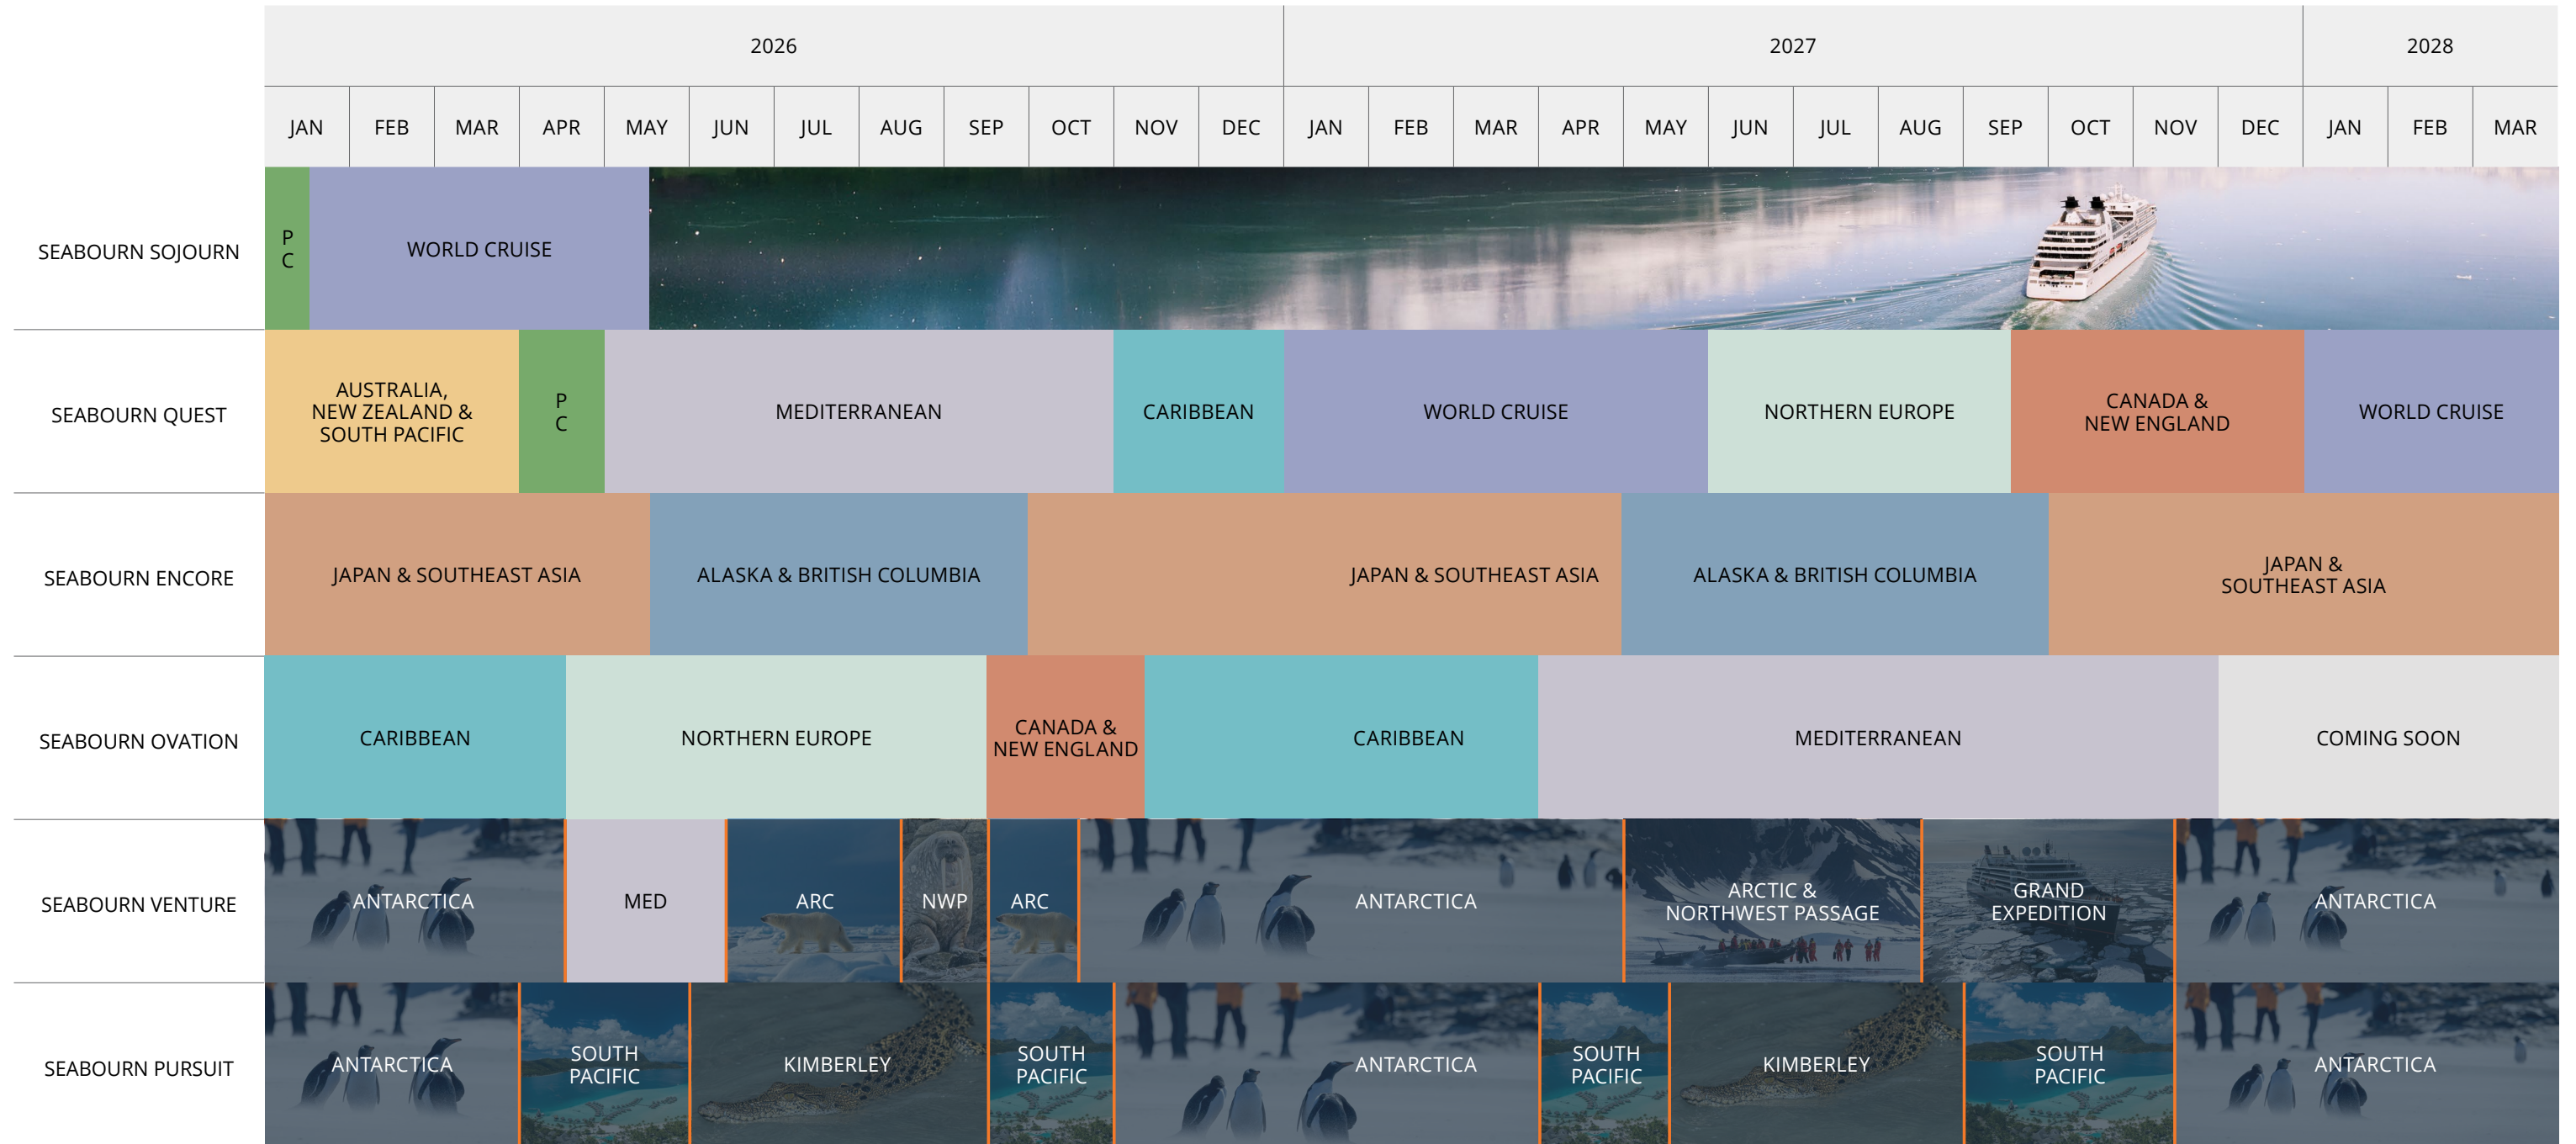 2026 2027 2028
JAN FEB MAR APR MAY JUN JUL AUG SEP OCT NOV DEC JAN FEB MAR APR MAY JUN JUL AUG SEP OCT NOV DEC JAN FEB MAR
SEABOURN SOJOURN
P
C
WORLD CRUISE
SEABOURN QUEST
AUSTRALIA,
NEW ZEALAND &
SOUTH PACIFIC
P
C
MEDITERRANEAN
CARIBBEAN
WORLD CRUISE
NORTHERN EUROPE
CANADA &
NEW ENGLAND
WORLD CRUISE
SEABOURN ENCORE
JAPAN & SOUTHEAST ASIA
ALASKA & BRITISH COLUMBIA
JAPAN & SOUTHEAST ASIA
ALASKA & BRITISH COLUMBIA
JAPAN &
SOUTHEAST ASIA
SEABOURN OVATION
CARIBBEAN
NORTHERN EUROPE
CANADA &
NEW ENGLAND
CARIBBEAN
MEDITERRANEAN
COMING SOON
SEABOURN VENTURE
ANTARCTICA
MED
ARC
NWP
ARC
ANTARCTICA
ARCTIC &
NORTHWEST PASSAGE
GRAND
EXPEDITION
ANTARCTICA
SEABOURN PURSUIT
ANTARCTICA
SOUTH
PACIFIC
KIMBERLEY
SOUTH
PACIFIC
ANTARCTICA
SOUTH
PACIFIC
KIMBERLEY
SOUTH
PACIFIC
ANTARCTICA